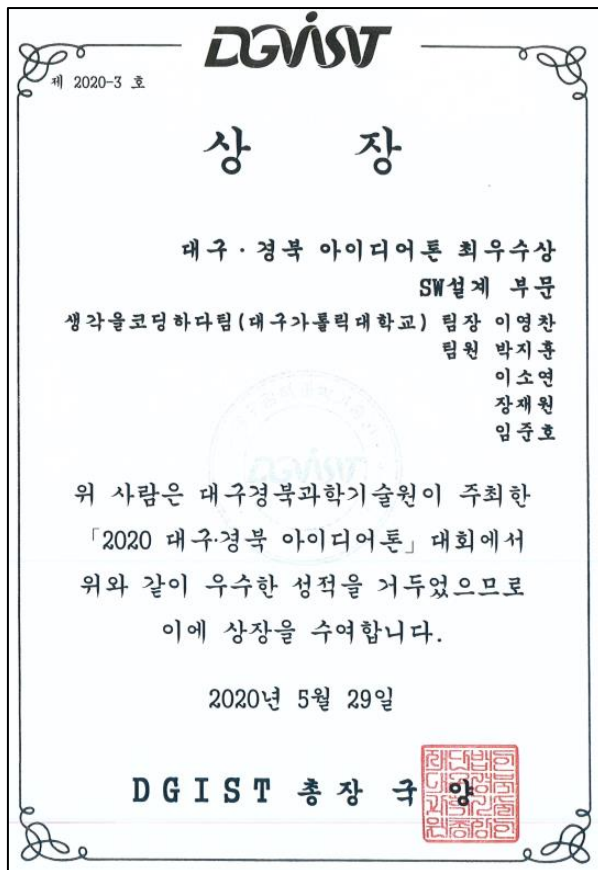 DGIST
제 2020-3 호
상 장
대구·경북 아이디어톤 최우수상
SW설계 부문
생각을코딩하다팀(대구가톨릭대학교) 팀장 이영찬
팀원 박지훈
이소연
장재원
임준호
위 사람은 대구경북과학기술원이 주최한
「2020 대구·경북 아이디어톤」 대회에서
위와 같이 우수한 성적을 거두었으므로
이에 상장을 수여합니다.
2020년 5월 29일
DGIST 총장 국 양